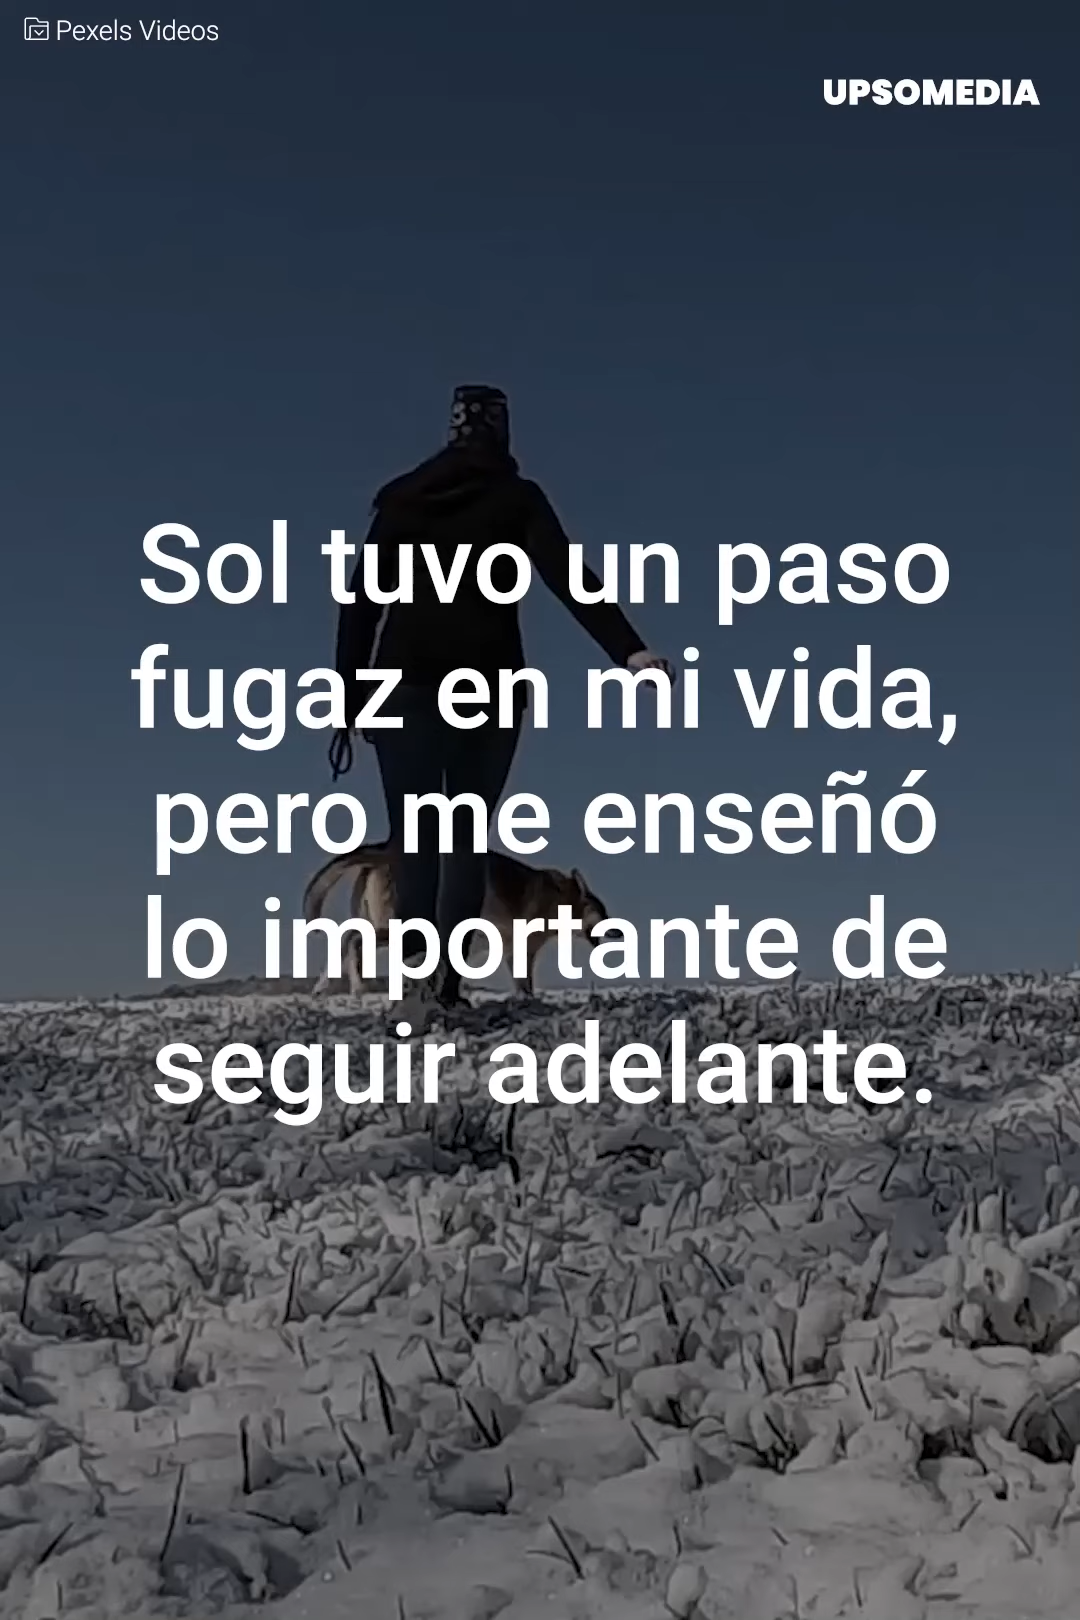 Pexels Videos
UPSOMEDIA
Sol tuvo un paso
fugaz en mi vida,
pero me enseñó
lo importante de
seguir adelante.